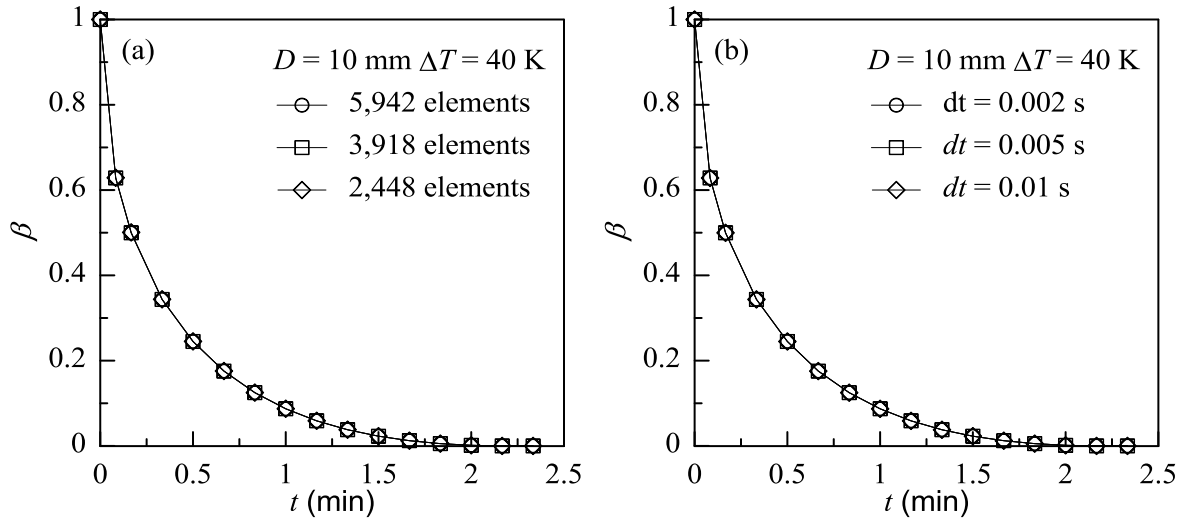 1
0.8
0.6
0.4
0.2
0
β
(a)
D = 10 mm ΔT = 40 K
5,942 elements
3,918 elements
2,448 elements
0 0.5 1 1.5 2 2.5
t (min)
1
0.8
0.6
0.4
0.2
0
β
(b)
D = 10 mm ΔT = 40 K
dt = 0.002 s
dt = 0.005 s
dt = 0.01 s
0 0.5 1 1.5 2 2.5
t (min)